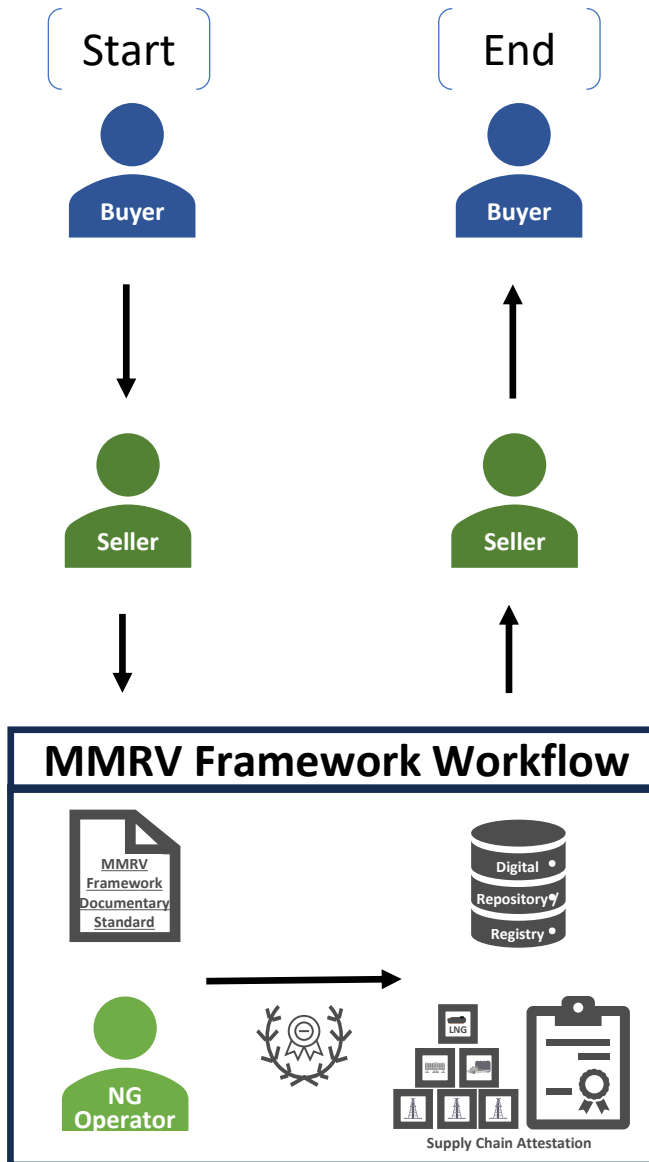 Start
End
Buyer
Buyer
Seller
Seller
MMRV Framework Workflow
MMRV
Framework
Documentary
Standard
Digital
Repository/
Registry
NG
Operator
LNG
Supply Chain Attestation